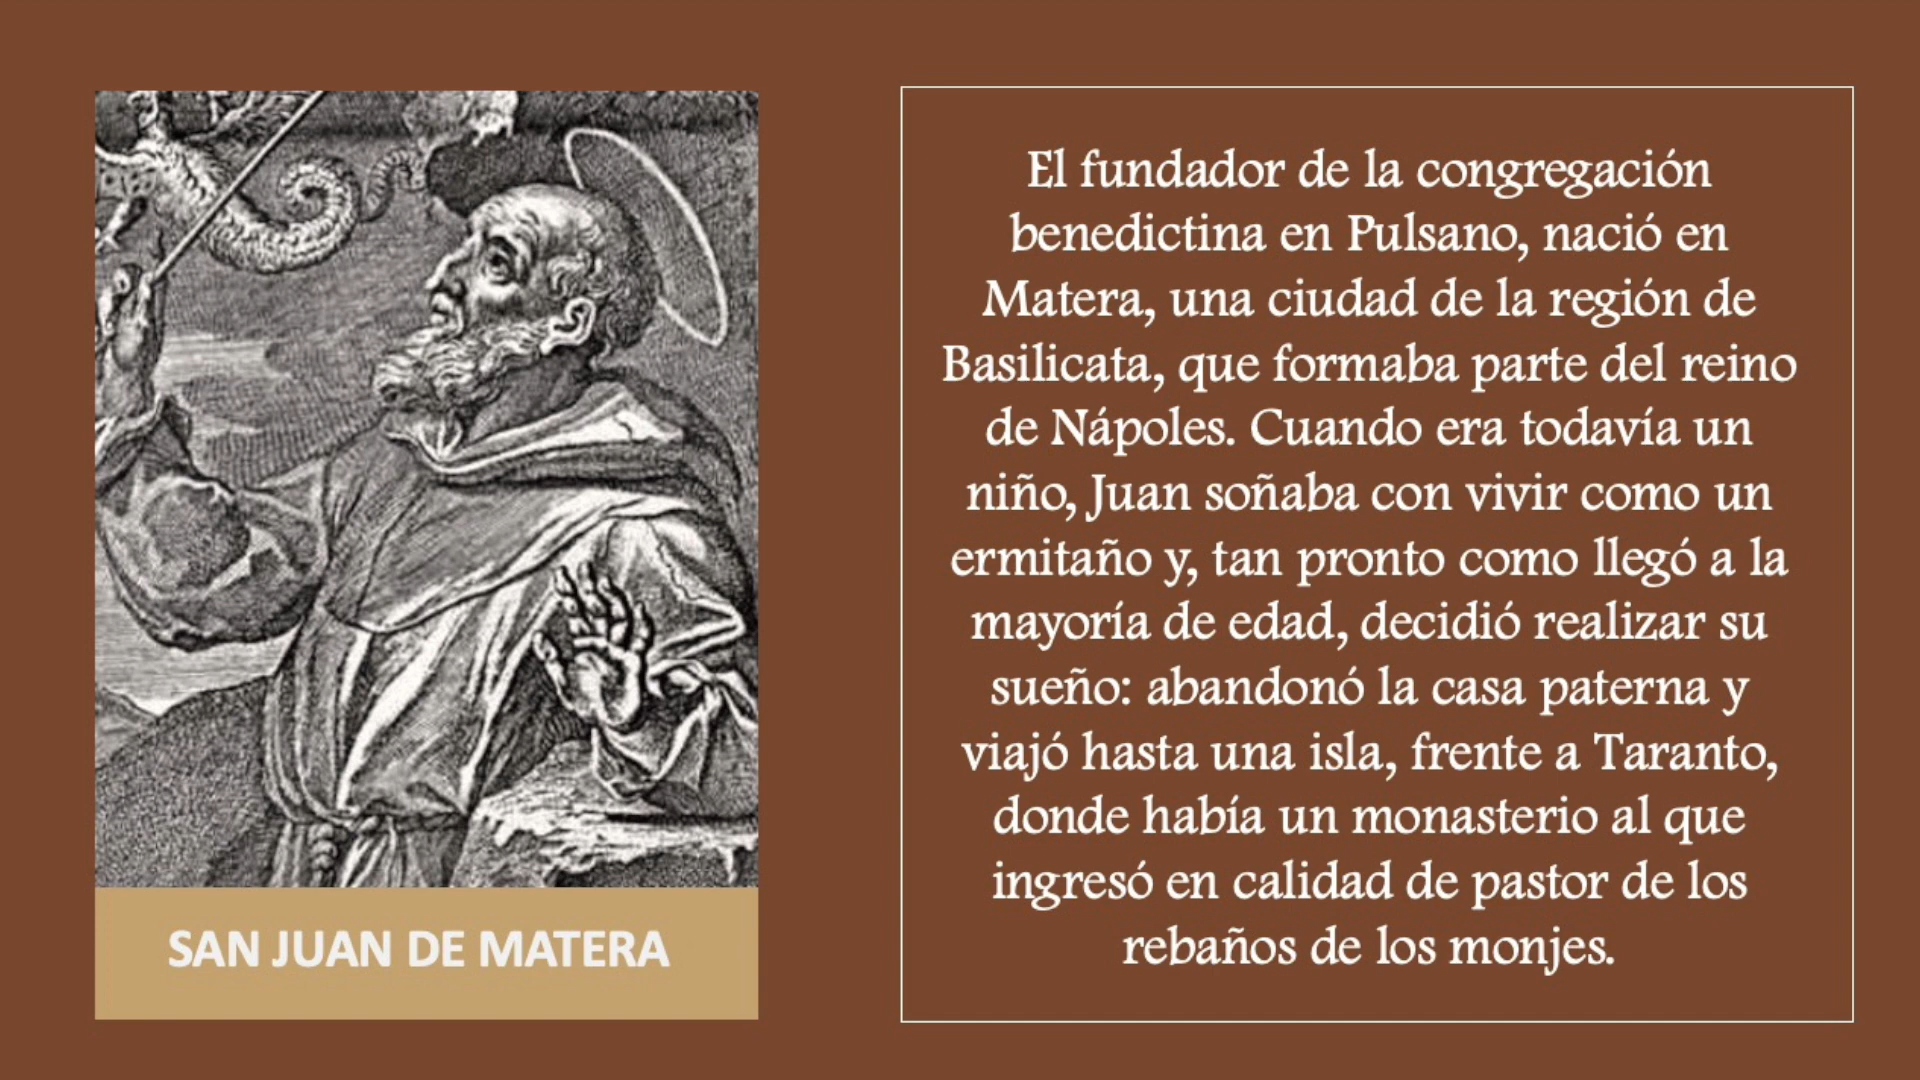 SAN JUAN DE MATERA
El fundador de la congregación
benedictina en Pulsano, nació en
Matera, una ciudad de la región de
Basilicata, que formaba parte del reino
de Nápoles. Cuando era todavía un
niño, Juan soñaba con vivir como un
ermitaño y, tan pronto como llegó a la
mayoría de edad, decidió realizar su
sueño: abandonó la casa paterna y
viajó hasta una isla, frente a Taranto,
donde había un monasterio al que
ingresó en calidad de pastor de los
rebaños de los monjes.